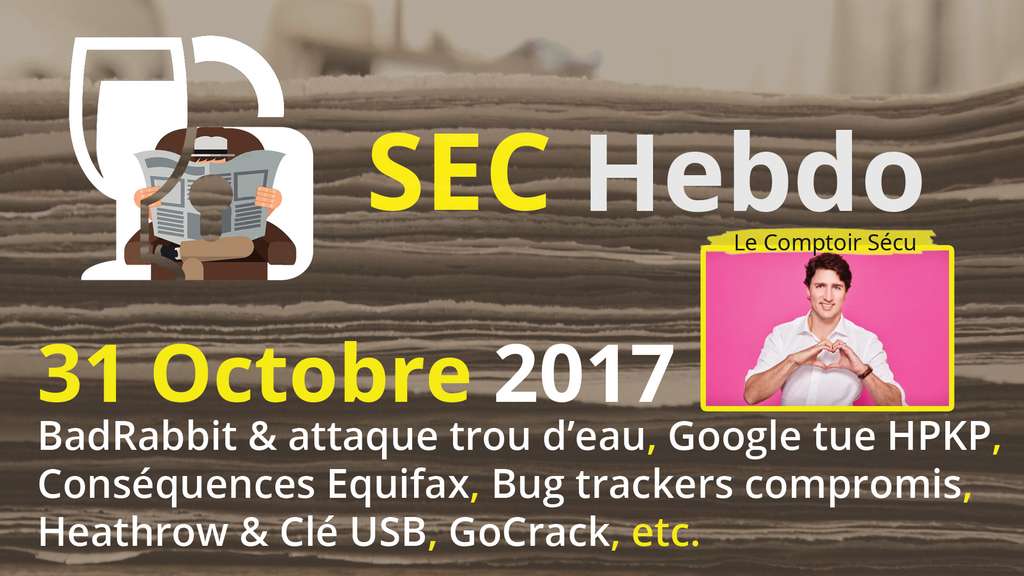 SEC Hebdo
Le Comptoir Sécu
31 Octobre 2017
BadRabbit & attaque trou d’eau, Google tue HPKP,
Conséquences Equifax, Bug trackers compromis,
Heathrow & Clé USB, GoCrack, etc.